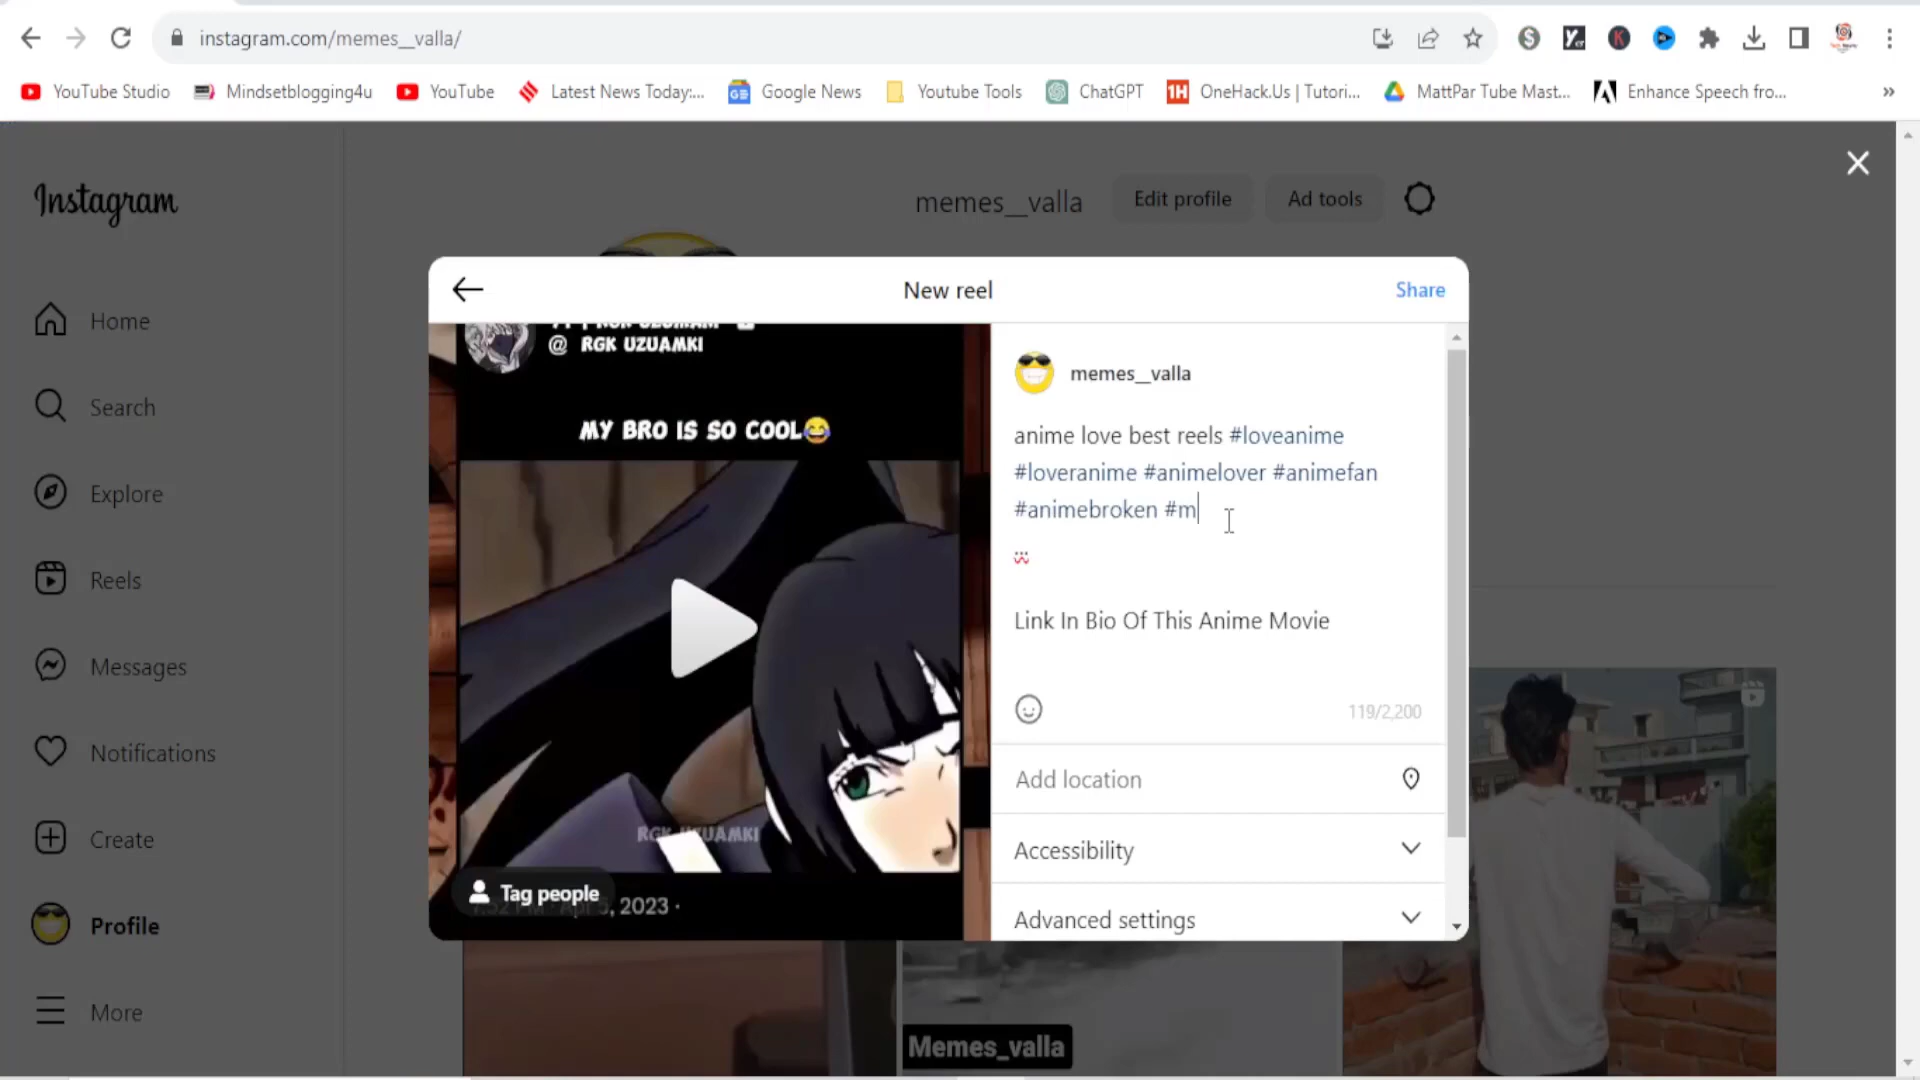 instagram.com/memes__valla/
YouTube Studio
Mindsetblogging4u
YouTube
Latest News Today:...
Google News
Youtube Tools
ChatGPT
1H
OneHack.Us | Tutori...
MattPar Tube Mast...
Enhance Speech fro...
»
Instagram
memes__valla
Edit profile
Ad tools
Home
Search
Explore
Reels
Messages
Notifications
Create
Profile
More
New reel
Share
@ RGK UZUAMKI
MY BRO IS SO COOL😂
RGK UZUAMKI
Tag people
5, 2023 ·
memes__valla
anime love best reels #loveanime
#loveranime #animelover #animefan
#animebroken #m
Link In Bio Of This Anime Movie
119/2,200
Add location
Accessibility
Advanced settings
Memes_valla